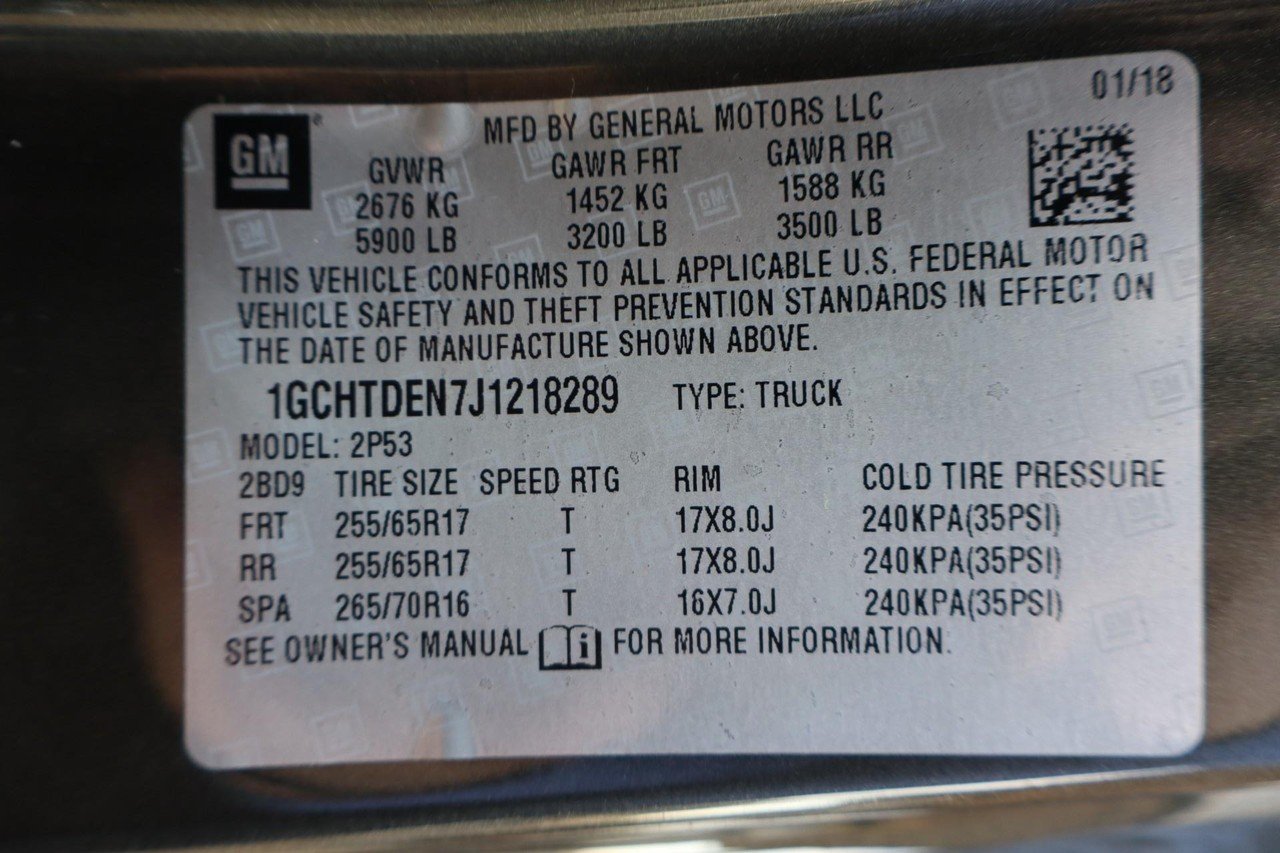 01/18
GM®
MFD BY GENERAL MOTORS LLC
GVWR GAWR FRT GAWR RR
2676 KG 1452 KG 1588 KG
5900 LB 3200 LB 3500 LB
THIS VEHICLE CONFORMS TO ALL APPLICABLE U.S. FEDERAL MOTOR
VEHICLE SAFETY AND THEFT PREVENTION STANDARDS IN EFFECT ON
THE DATE OF MANUFACTURE SHOWN ABOVE.
1GCHTDEN7J1218289 TYPE: TRUCK
MODEL: 2P53
2BD9 TIRE SIZE SPEED RTG RIM COLD TIRE PRESSURE
FRT 255/65R17 T 17X8.0J 240KPA(35PSI)
RR 255/65R17 T 17X8.0J 240KPA(35PSI)
SPA 265/70R16 T 16X7.0J 240KPA(35PSI)
SEE OWNER'S MANUAL i FOR MORE INFORMATION.